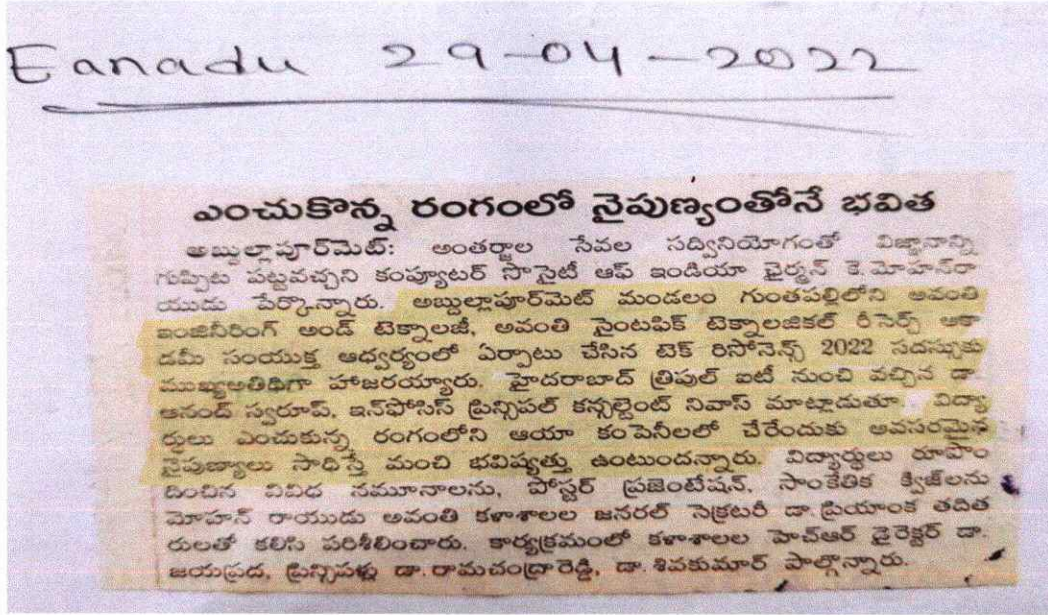 Eanadu 29-04-2022
ఎంచుకొన్న రంగంలో నైపుణ్యంతోనే భవిత
అబ్దుల్లాపూర్‌మెట్: అంతర్జాల సేవల సద్వినియోగంతో విజ్ఞానాన్ని
గుప్పిట పట్టవచ్చని కంప్యూటర్ సొసైటీ ఆప్ ఇండియా ఛైర్మన్ కె.మోహన్‌రా
యుడు పేర్కొన్నారు. అబ్దుల్లాపూర్‌మెట్ మండలం గుంతపల్లిలోని అవంతి
ఇంజినీరింగ్ అండ్ టెక్నాలజీ, అవంతి సైంటఫిక్ టెక్నాలజికల్ రీసెర్స్ అకా
డమీ సంయుక్త ఆధ్వర్యంలో ఏర్పాటు చేసిన టెక్ రిసోనెన్స్ 2022 సదస్సుకు
ముఖ్యఅతిథిగా హాజరయ్యారు. హైదరాబాద్ త్రిపుల్ ఐటీ నుంచి వచ్చిన డా.
ఆనంద్ స్వరూప్, ఇన్‌ఫోసిస్ ప్రిన్సిపల్ కన్సల్టెంట్ నివాస్ మాట్లాడుతూ.. విద్యా
ర్థులు ఎంచుకున్న రంగంలోని ఆయా కంపెనీలలో చేరేందుకు అవసరమైన
నైపుణ్యాలు సాధిస్తే మంచి భవిష్యత్తు ఉంటుందన్నారు. విద్యార్థులు రూపొం
దించిన వివిధ నమూనాలను, పోస్టర్ ప్రజెంటేషన్, సాంకేతిక క్విజ్‌లను
మోహన్ రాయుడు అవంతి కళాశాలల జనరల్ సెక్రటరీ డా.ప్రియాంక తదిత
రులతో కలిసి పరిశీలించారు. కార్యక్రమంలో కళాశాలల హెచ్ఆర్ డైరెక్టర్ డా.
జయప్రద, ప్రిన్సిపళ్లు డా.రామచంద్రారెడ్డి, డా.శివకుమార్ పాల్గొన్నారు.